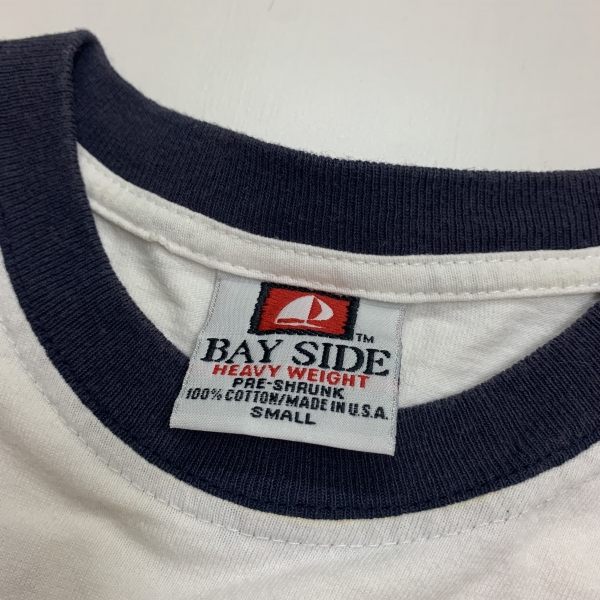 TM
BAY SIDE
HEAVY WEIGHT
PRE-SHRUNK
100% COTTON/MADE IN U.S.A.
SMALL